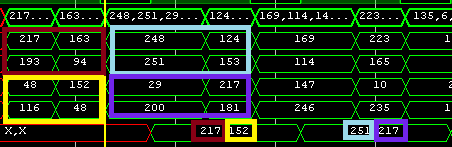 217... 163... 248,251,29... 124... 169,114,14... 223... 135,6,
217 163 248 124 169 223 1
193 94 251 153 114 165
48 152 29 217 147 10
116 48 200 181 246 235 1
X,X 217 152 251 217